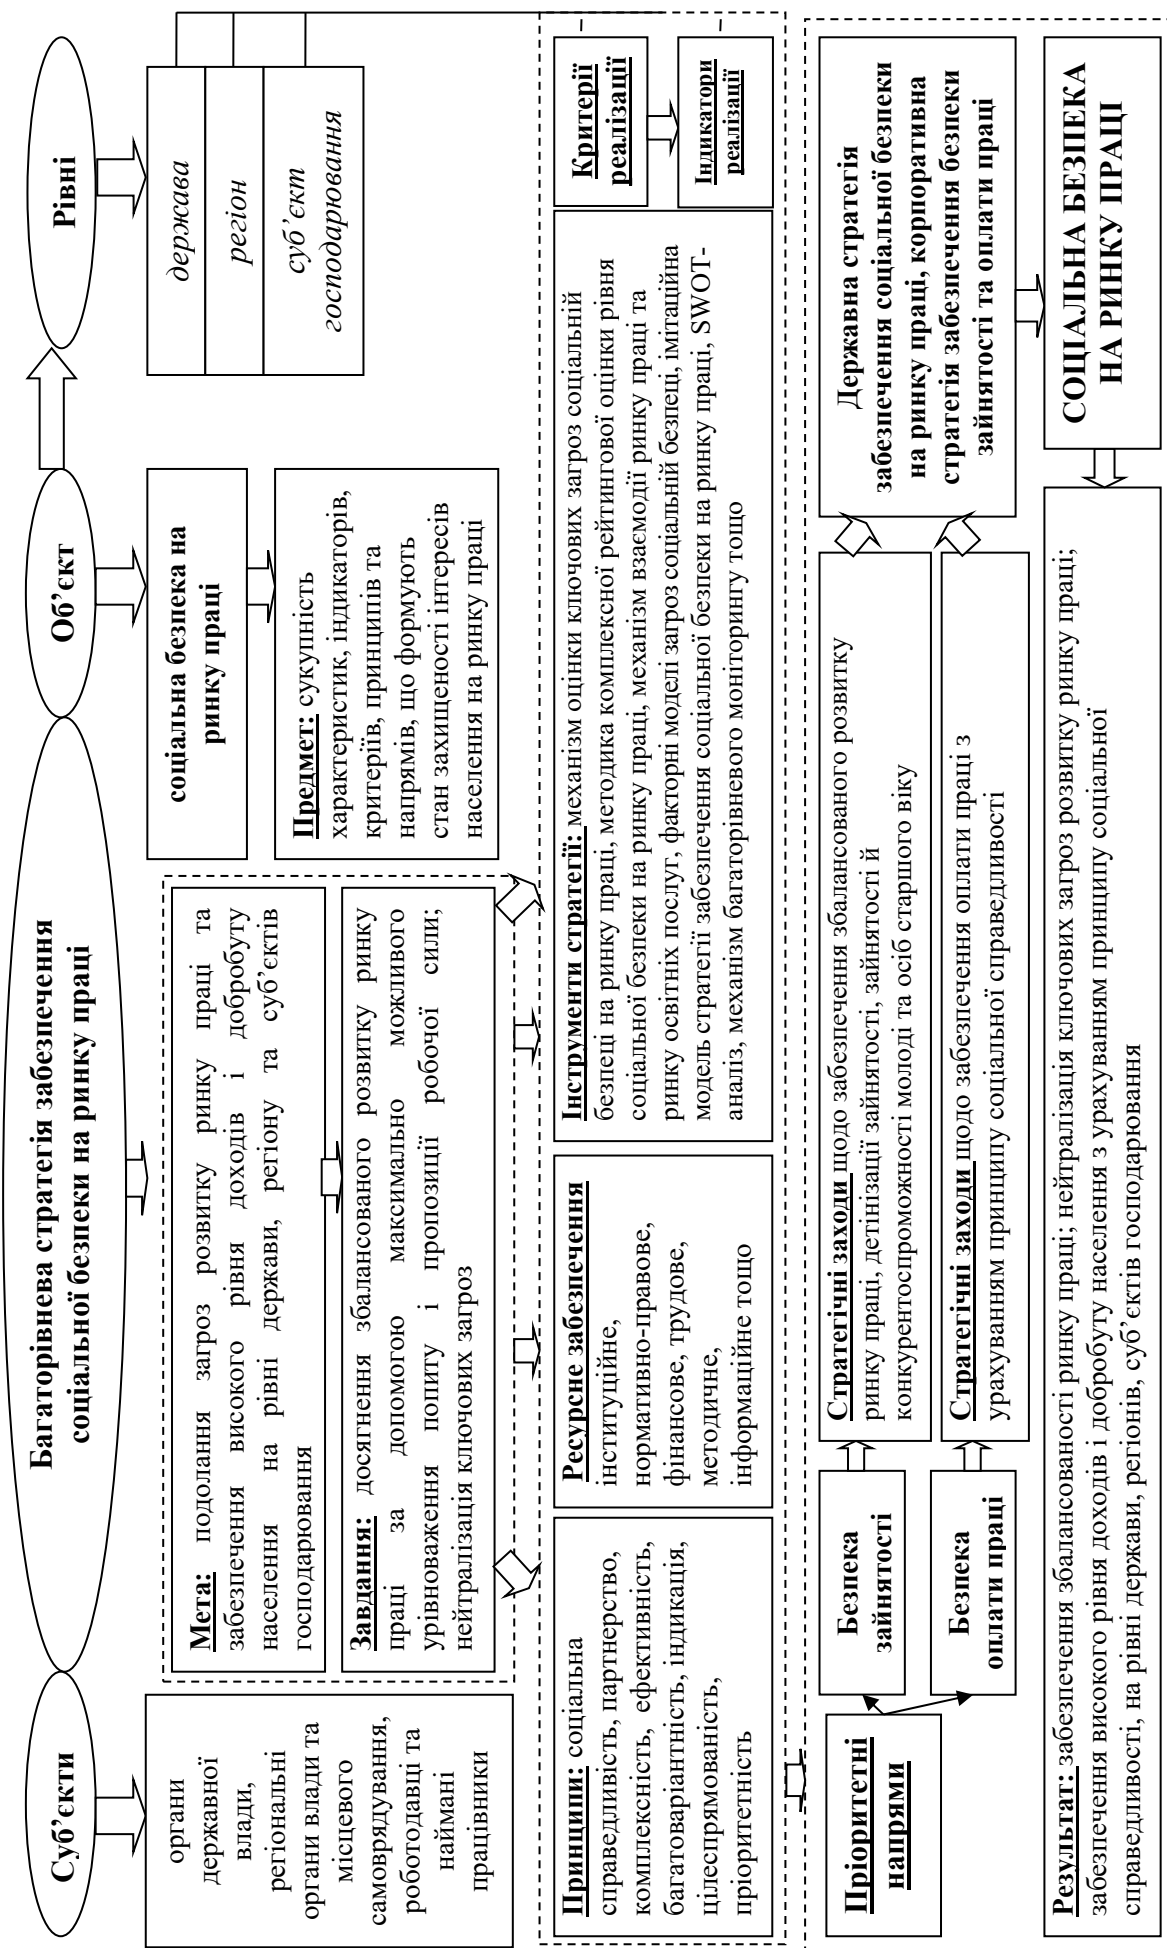 Суб’єкти
Багаторівнева стратегія забезпечення
соціальної безпеки на ринку праці
Об’єкт
Рівні
органи
державної
влади,
регіональні
органи влади та
місцевого
самоврядування,
роботодавці та
наймані
працівники
Мета: подолання загроз розвитку ринку праці та
забезпечення високого рівня доходів і добробуту
населення на рівні держави, регіону та суб’єктів
господарювання
Завдання: досягнення збалансованого розвитку ринку
праці за допомогою максимально можливого
урівноваження попиту і пропозиції робочої сили;
нейтралізація ключових загроз
соціальна безпека на
ринку праці
Предмет: сукупність
характеристик, індикаторів,
критеріїв, принципів та
напрямів, що формують
стан захищеності інтересів
населення на ринку праці
держава
регіон
суб’єкт
господарювання
Принципи: соціальна
справедливість, партнерство,
комплексність, ефективність,
багатоваріантність, індикація,
цілеспрямованість,
пріоритетність
Ресурсне забезпечення
інституційне,
нормативно-правове,
фінансове, трудове,
методичне,
інформаційне тощо
Інструменти стратегії: механізм оцінки ключових загроз соціальній
безпеці на ринку праці, методика комплексної рейтингової оцінки рівня
соціальної безпеки на ринку праці, механізм взаємодії ринку праці та
ринку освітніх послуг, факторні моделі загроз соціальній безпеці, імітаційна
модель стратегії забезпечення соціальної безпеки на ринку праці, SWOT-
аналіз, механізм багаторівневого моніторингу тощо
Критерії
реалізації
Індикатори
реалізації
Пріоритетні
напрями
Безпека
зайнятості
Безпека
оплати праці
Стратегічні заходи щодо забезпечення збалансованого розвитку
ринку праці, детінізації зайнятості, зайнятості й
конкурентоспроможності молоді та осіб старшого віку
Стратегічні заходи щодо забезпечення оплати праці з
урахуванням принципу соціальної справедливості
Державна стратегія
забезпечення соціальної безпеки
на ринку праці, корпоративна
стратегія забезпечення безпеки
зайнятості та оплати праці
Результат: забезпечення збалансованості ринку праці; нейтралізація ключових загроз розвитку ринку праці;
забезпечення високого рівня доходів і добробуту населення з урахуванням принципу соціальної
справедливості, на рівні держави, регіонів, суб’єктів господарювання
СОЦІАЛЬНА БЕЗПЕКА
НА РИНКУ ПРАЦІ